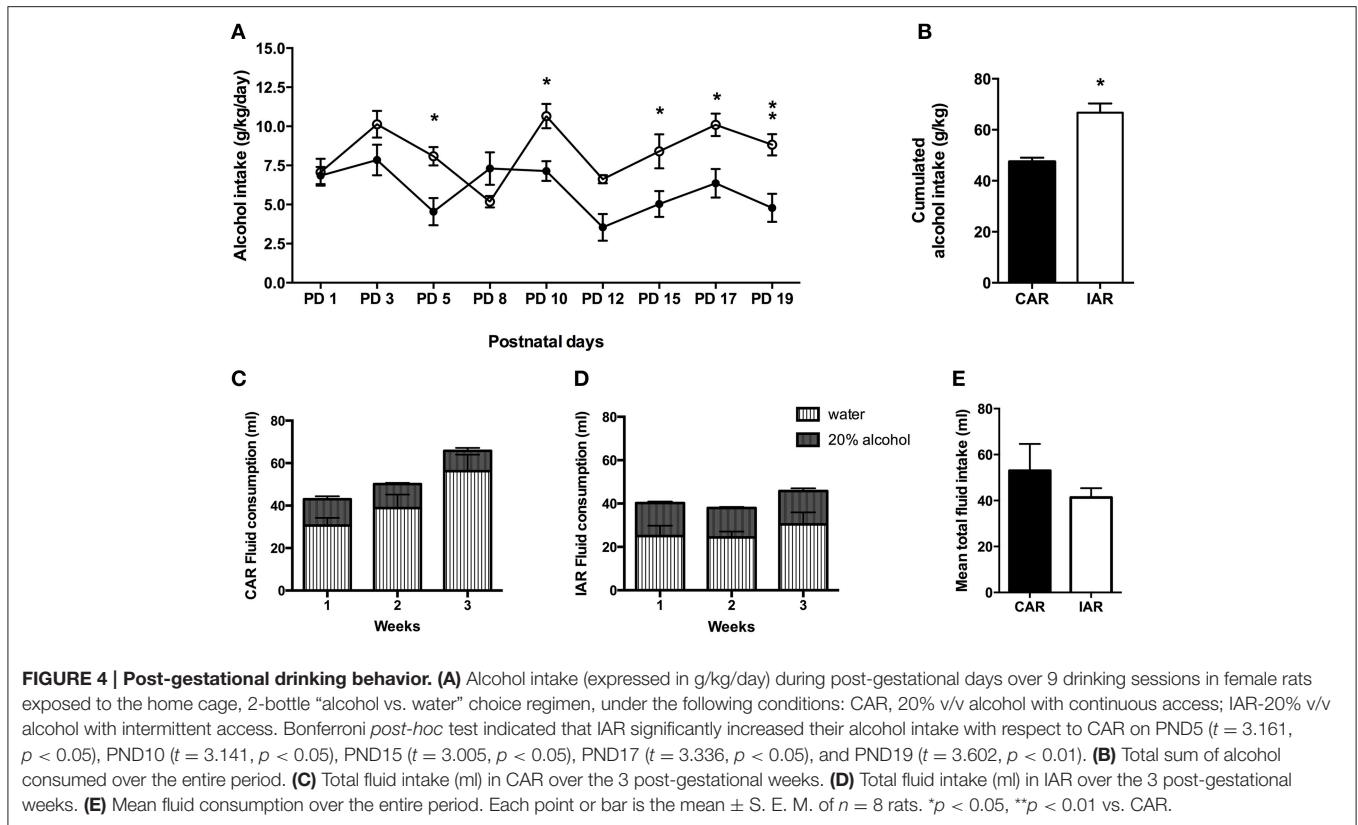 A
Alcohol intake (g/kg/day)
15.0
12.5
10.0
7.5
5.0
2.5
0.0
*
*
*
*
*
*
PD 1 PD 3 PD 5 PD 8 PD 10 PD 12 PD 15 PD 17 PD 19
Postnatal days
B
Cumulated
alcohol intake (g/kg)
80
60
40
20
0
*
CAR IAR
C
CAR Fluid consumption (ml)
80
60
40
20
0
1 2 3
Weeks
D
IAR Fluid consumption (ml)
80
60
40
20
0
1 2 3
Weeks
water
20% alcohol
E
Mean total fluid intake (ml)
80
60
40
20
0
CAR IAR
FIGURE 4 | Post-gestational drinking behavior. (A) Alcohol intake (expressed in g/kg/day) during post-gestational days over 9 drinking sessions in female rats
exposed to the home cage, 2-bottle “alcohol vs. water” choice regimen, under the following conditions: CAR, 20% v/v alcohol with continuous access; IAR-20% v/v
alcohol with intermittent access. Bonferroni post-hoc test indicated that IAR significantly increased their alcohol intake with respect to CAR on PND5 (t = 3.161,
p < 0.05), PND10 (t = 3.141, p < 0.05), PND15 (t = 3.005, p < 0.05), PND17 (t = 3.336, p < 0.05), and PND19 (t = 3.602, p < 0.01). (B) Total sum of alcohol
consumed over the entire period. (C) Total fluid intake (ml) in CAR over the 3 post-gestational weeks. (D) Total fluid intake (ml) in IAR over the 3 post-gestational
weeks. (E) Mean fluid consumption over the entire period. Each point or bar is the mean ± S. E. M. of n = 8 rats. *p < 0.05, **p < 0.01 vs. CAR.